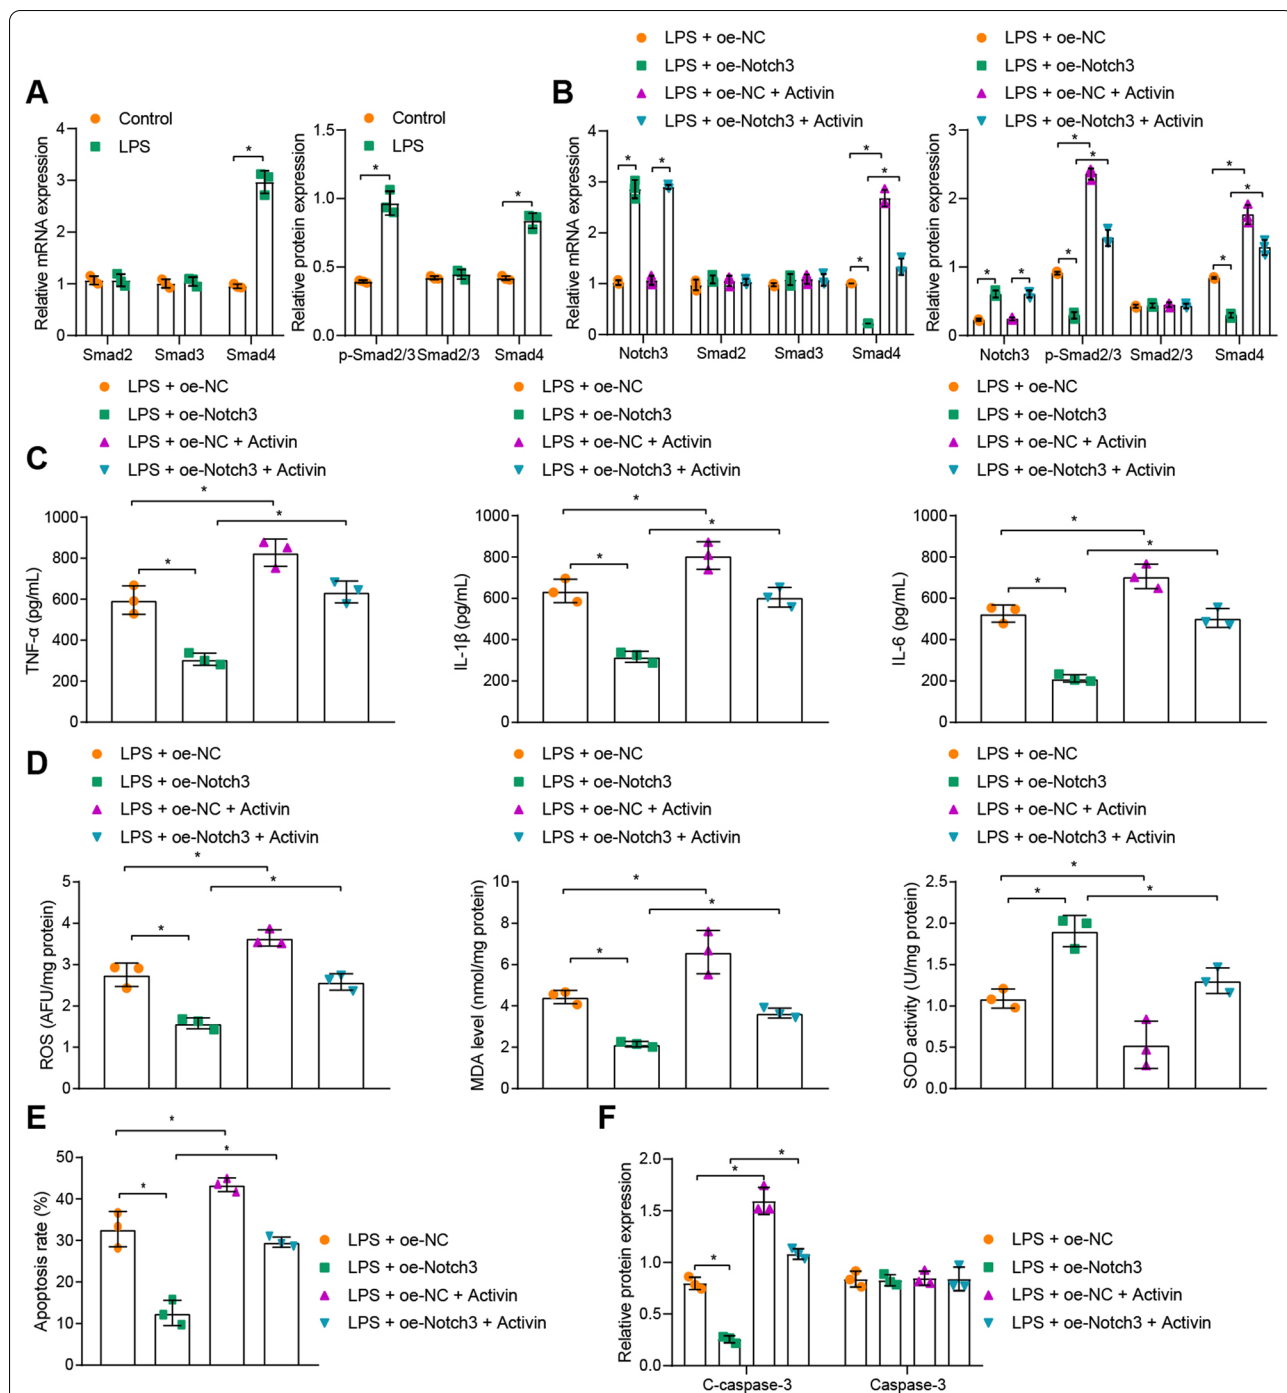 A
Control
LPS
Relative mRNA expression
4
3
2
1
0
Smad2
Smad3
Smad4
*
Control
LPS
Relative protein expression
1.5
1.0
0.5
0.0
p-Smad2/3
Smad2/3
Smad4
*
*
B
LPS + oe-NC
LPS + oe-Notch3
LPS + oe-NC + Activin
LPS + oe-Notch3 + Activin
Relative mRNA expression
4
3
2
1
0
Notch3
Smad2
Smad3
Smad4
*
*
*
*
*
LPS + oe-NC
LPS + oe-Notch3
LPS + oe-NC + Activin
LPS + oe-Notch3 + Activin
Relative protein expression
3
2
1
0
Notch3
p-Smad2/3
Smad2/3
Smad4
*
*
*
*
*
*
*
*
C
LPS + oe-NC
LPS + oe-Notch3
LPS + oe-NC + Activin
LPS + oe-Notch3 + Activin
TNF-α (pg/mL)
1000
800
600
400
200
0
*
*
*
LPS + oe-NC
LPS + oe-Notch3
LPS + oe-NC + Activin
LPS + oe-Notch3 + Activin
IL-1β (pg/mL)
1000
800
600
400
200
0
*
*
*
LPS + oe-NC
LPS + oe-Notch3
LPS + oe-NC + Activin
LPS + oe-Notch3 + Activin
IL-6 (pg/mL)
1000
800
600
400
200
0
*
*
*
D
LPS + oe-NC
LPS + oe-Notch3
LPS + oe-NC + Activin
LPS + oe-Notch3 + Activin
ROS (AFU/mg protein)
5
4
3
2
1
0
*
*
*
LPS + oe-NC
LPS + oe-Notch3
LPS + oe-NC + Activin
LPS + oe-Notch3 + Activin
MDA level (nmol/mg protein)
10
8
6
4
2
0
*
*
*
LPS + oe-NC
LPS + oe-Notch3
LPS + oe-NC + Activin
LPS + oe-Notch3 + Activin
SOD activity (U/mg protein)
2.5
2.0
1.5
1.0
0.5
0.0
*
*
*
E
Apoptosis rate (%)
50
40
30
20
10
0
*
*
*
LPS + oe-NC
LPS + oe-Notch3
LPS + oe-NC + Activin
LPS + oe-Notch3 + Activin
F
Relative protein expression
2.0
1.5
1.0
0.5
0.0
C-caspase-3
Caspase-3
*
*
*
LPS + oe-NC
LPS + oe-Notch3
LPS + oe-NC + Activin
LPS + oe-Notch3 + Activin